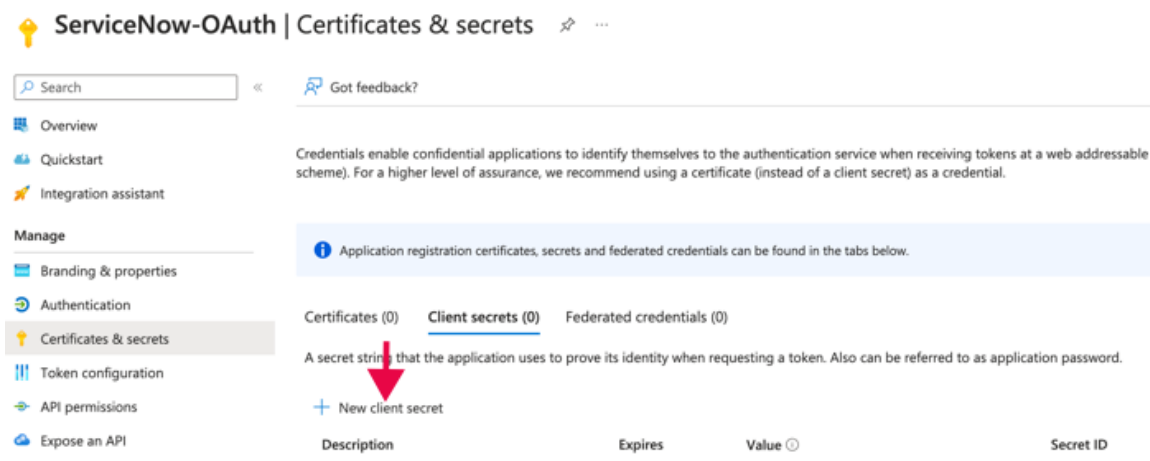 ServiceNow-OAuth | Certificates & secrets
Search
Got feedback?
Overview
Quickstart
Integration assistant
Credentials enable confidential applications to identify themselves to the authentication service when receiving tokens at a web addressable
scheme). For a higher level of assurance, we recommend using a certificate (instead of a client secret) as a credential.
Manage
Branding & properties
Authentication
Certificates & secrets
Token configuration
API permissions
Expose an API
Application registration certificates, secrets and federated credentials can be found in the tabs below.
Certificates (0) Client secrets (0) Federated credentials (0)
A secret string that the application uses to prove its identity when requesting a token. Also can be referred to as application password.
New client secret
Description Expires Value Secret ID